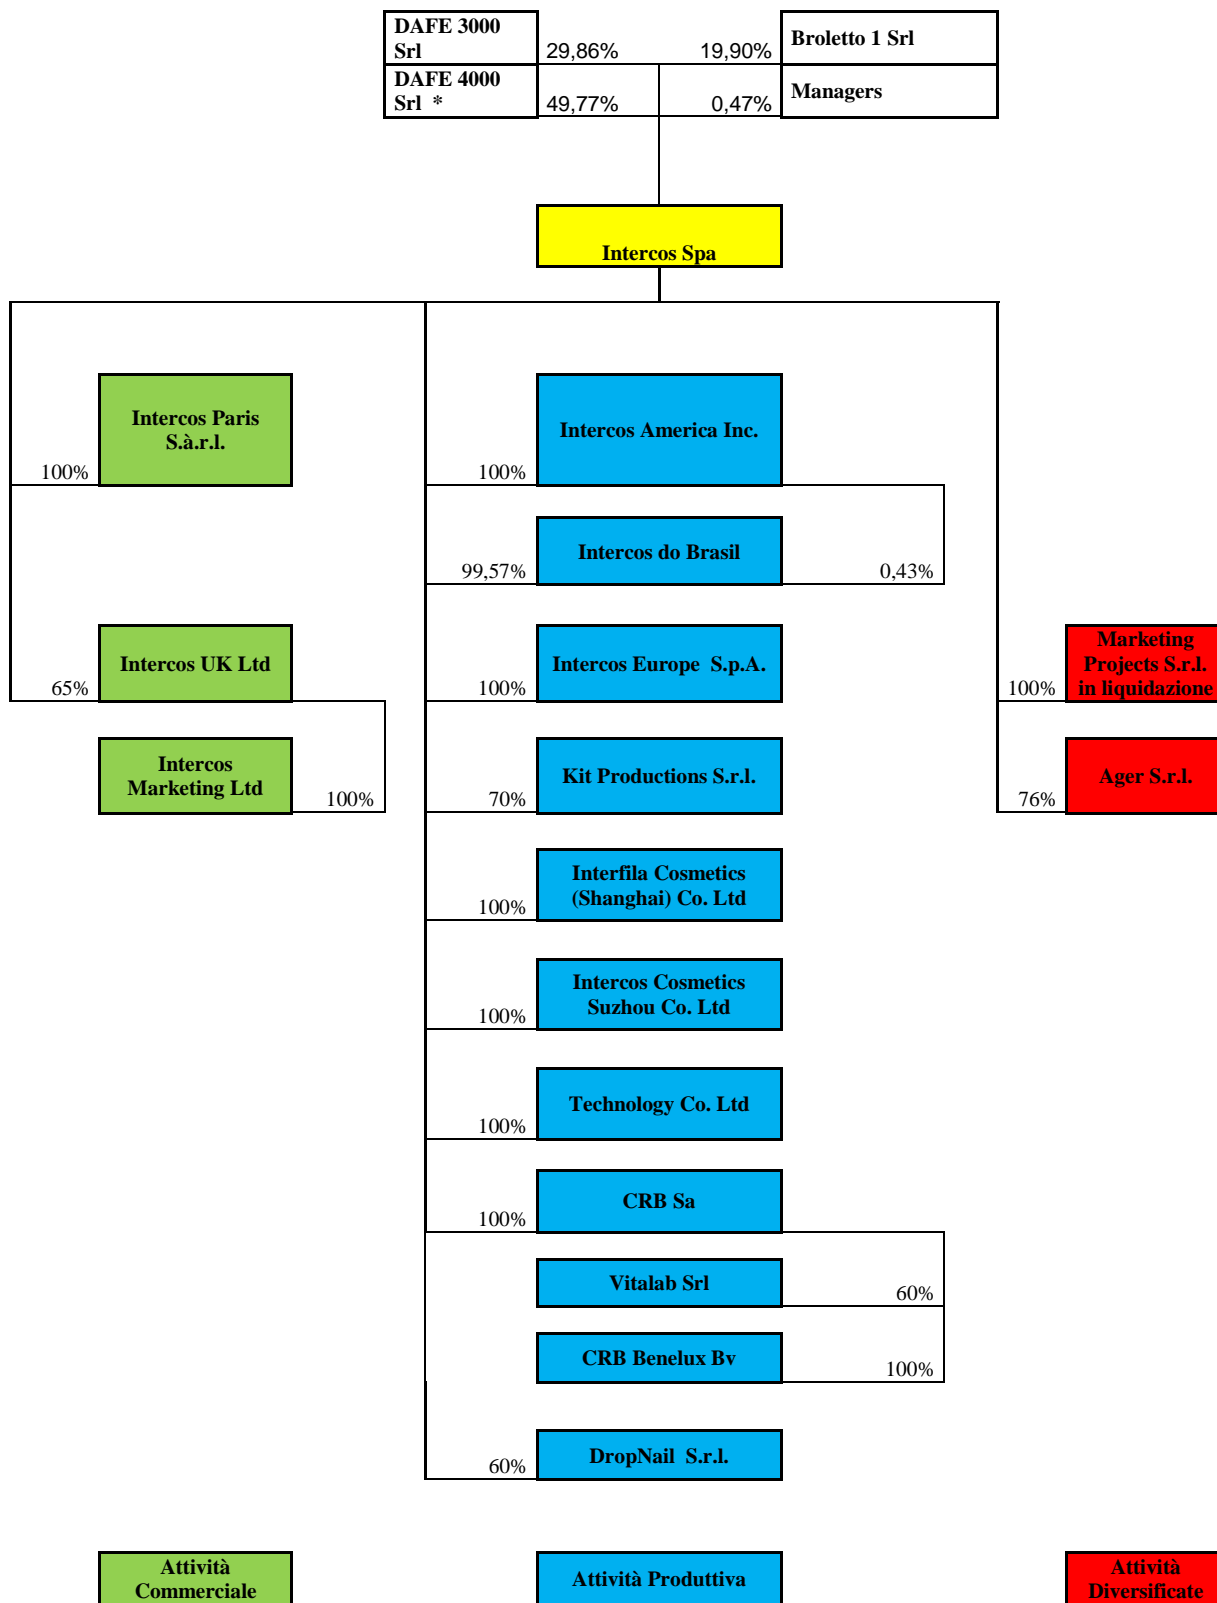 DAFE 3000
Srl
29,86%
19,90%
Broletto 1 Srl
DAFE 4000
Srl *
49,77%
0,47%
Managers
Intercos Spa
Intercos Paris
S.à.r.l.
100%
Intercos America Inc.
100%
Intercos do Brasil
99,57%
0,43%
Intercos UK Ltd
65%
Intercos Europe S.p.A.
100%
Marketing
Projects S.r.l.
in liquidazione
100%
Intercos
Marketing Ltd
100%
Kit Productions S.r.l.
70%
Ager S.r.l.
76%
Interfila Cosmetics
(Shanghai) Co. Ltd
100%
Intercos Cosmetics
Suzhou Co. Ltd
100%
Technology Co. Ltd
100%
CRB Sa
100%
Vitalab Srl
60%
CRB Benelux Bv
100%
DropNail S.r.l.
60%
Attività
Commerciale
Attività Produttiva
Attività
Diversificate